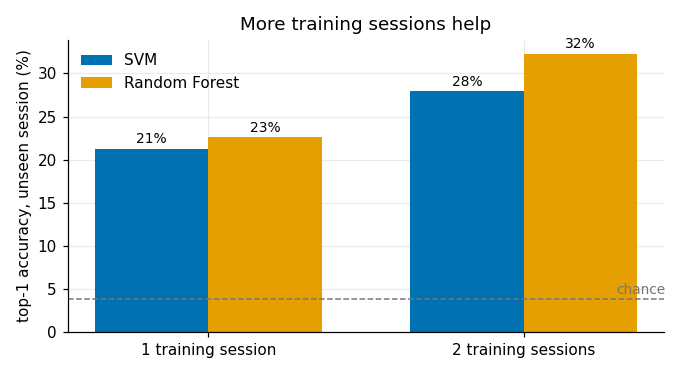 More training sessions help
SVM
Random Forest
top-1 accuracy, unseen session (%)
30
25
20
15
10
5
0
21%
23%
28%
32%
chance
1 training session
2 training sessions